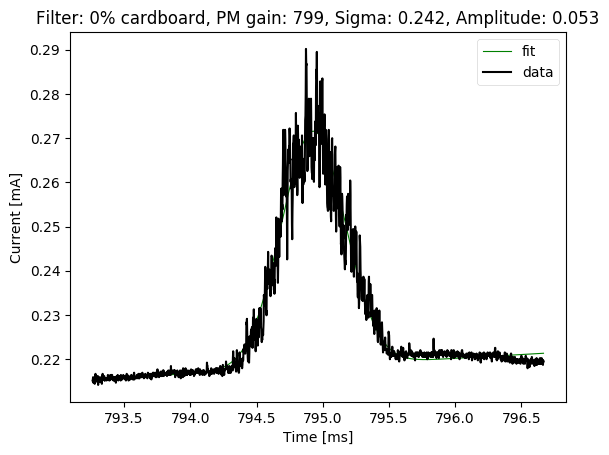 Filter: 0% cardboard, PM gain: 799, Sigma: 0.242, Amplitude: 0.053
fit
data
0.29
0.28
0.27
0.26
0.25
0.24
0.23
0.22
Current [mA]
793.5 794.0 794.5 795.0 795.5 796.0 796.5
Time [ms]